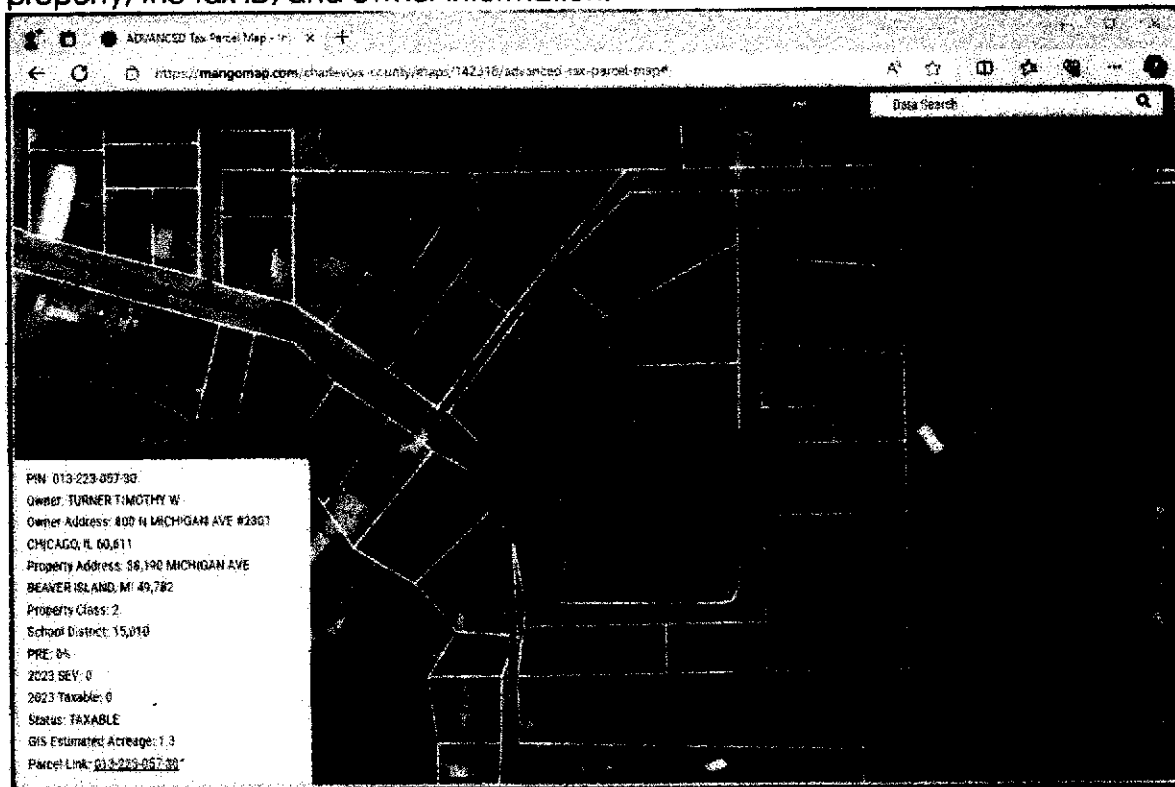 property, the tax ID, and owner information.
ADVANCED Tax Parcel Map -
https://mangomap.com/charlevoix-county/maps/142316/advanced-tax-parcel-map#
Data Search
PIN: 013-223-057-30
Owner: TURNER TIMOTHY W
Owner Address: 800 N MICHIGAN AVE #2301
CHICAGO, IL 60,611
Property Address: 38,190 MICHIGAN AVE
BEAVER ISLAND, MI 49,782
Property Class: 2
School District: 15,010
PRE: 0%
2023 SEV: 0
2023 Taxable: 0
Status: TAXABLE
GIS Estimated Acreage: 1.3
Parcel Link: 013-223-057-30